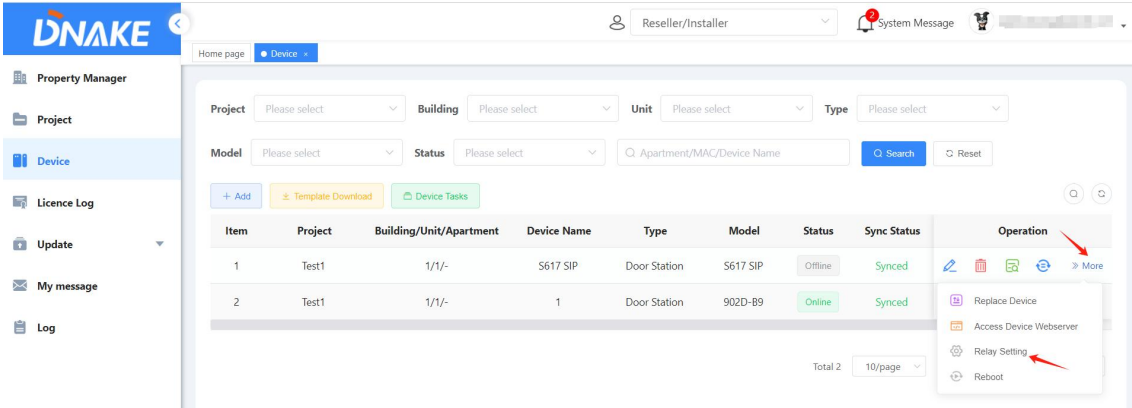 DNAKE
Reseller/Installer
2
System Message
Home page
Device ×
Property Manager
Project
Device
Licence Log
Update
My message
Log
Project Please select Building Please select Unit Please select Type Please select
Model Please select Status Please select Apartment/MAC/Device Name Search Reset
+ Add Template Download Device Tasks
Item Project Building/Unit/Apartment Device Name Type Model Status Sync Status Operation
1 Test1 1/1/- S617 SIP Door Station S617 SIP Offline Synced More
2 Test1 1/1/- 1 Door Station 902D-B9 Online Synced
Replace Device
Access Device Webserver
Relay Setting
Reboot
Total 2 10/page